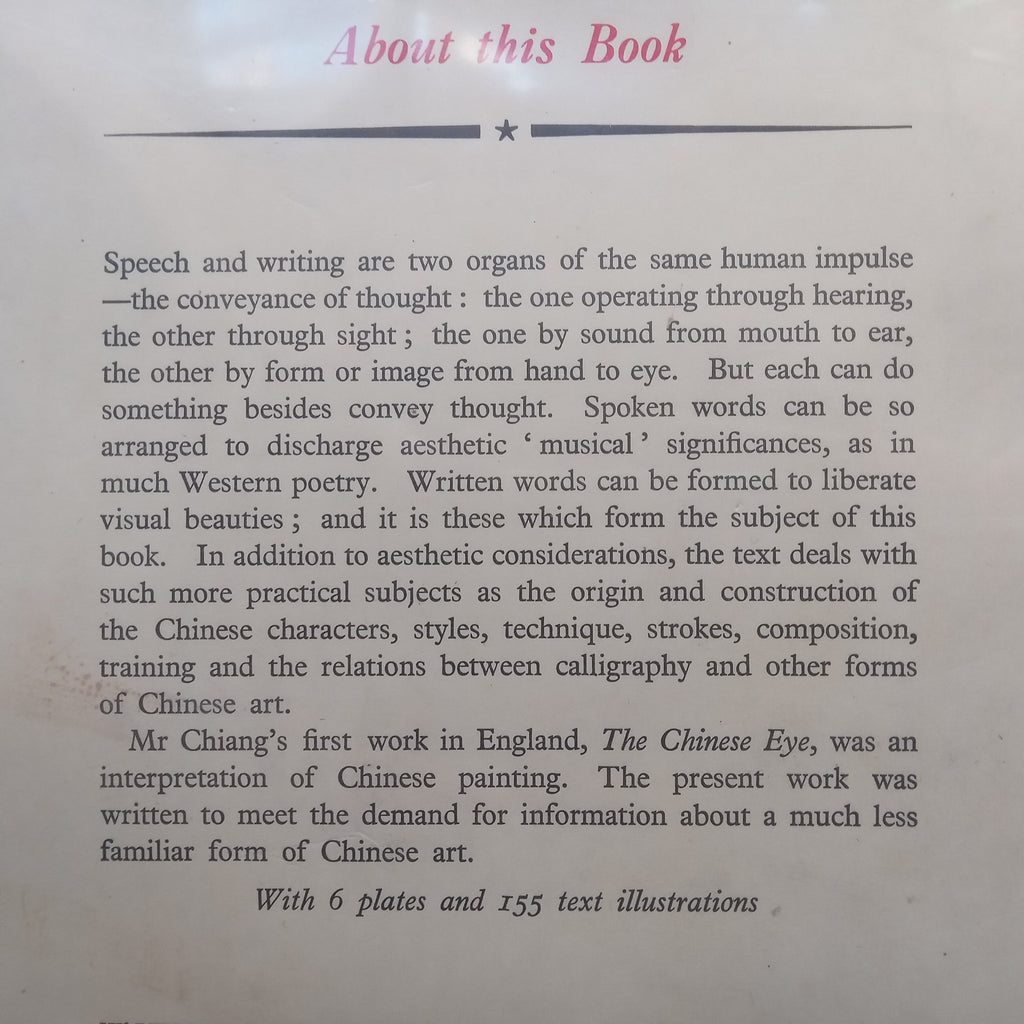 About this Book
Speech and writing are two organs of the same human impulse
—the conveyance of thought : the one operating through hearing,
the other through sight ; the one by sound from mouth to ear,
the other by form or image from hand to eye. But each can do
something besides convey thought. Spoken words can be so
arranged to discharge aesthetic ‘ musical ’ significances, as in
much Western poetry. Written words can be formed to liberate
visual beauties ; and it is these which form the subject of this
book. In addition to aesthetic considerations, the text deals with
such more practical subjects as the origin and construction of
the Chinese characters, styles, technique, strokes, composition,
training and the relations between calligraphy and other forms
of Chinese art.
Mr Chiang’s first work in England, The Chinese Eye, was an
interpretation of Chinese painting. The present work was
written to meet the demand for information about a much less
familiar form of Chinese art.
With 6 plates and 155 text illustrations